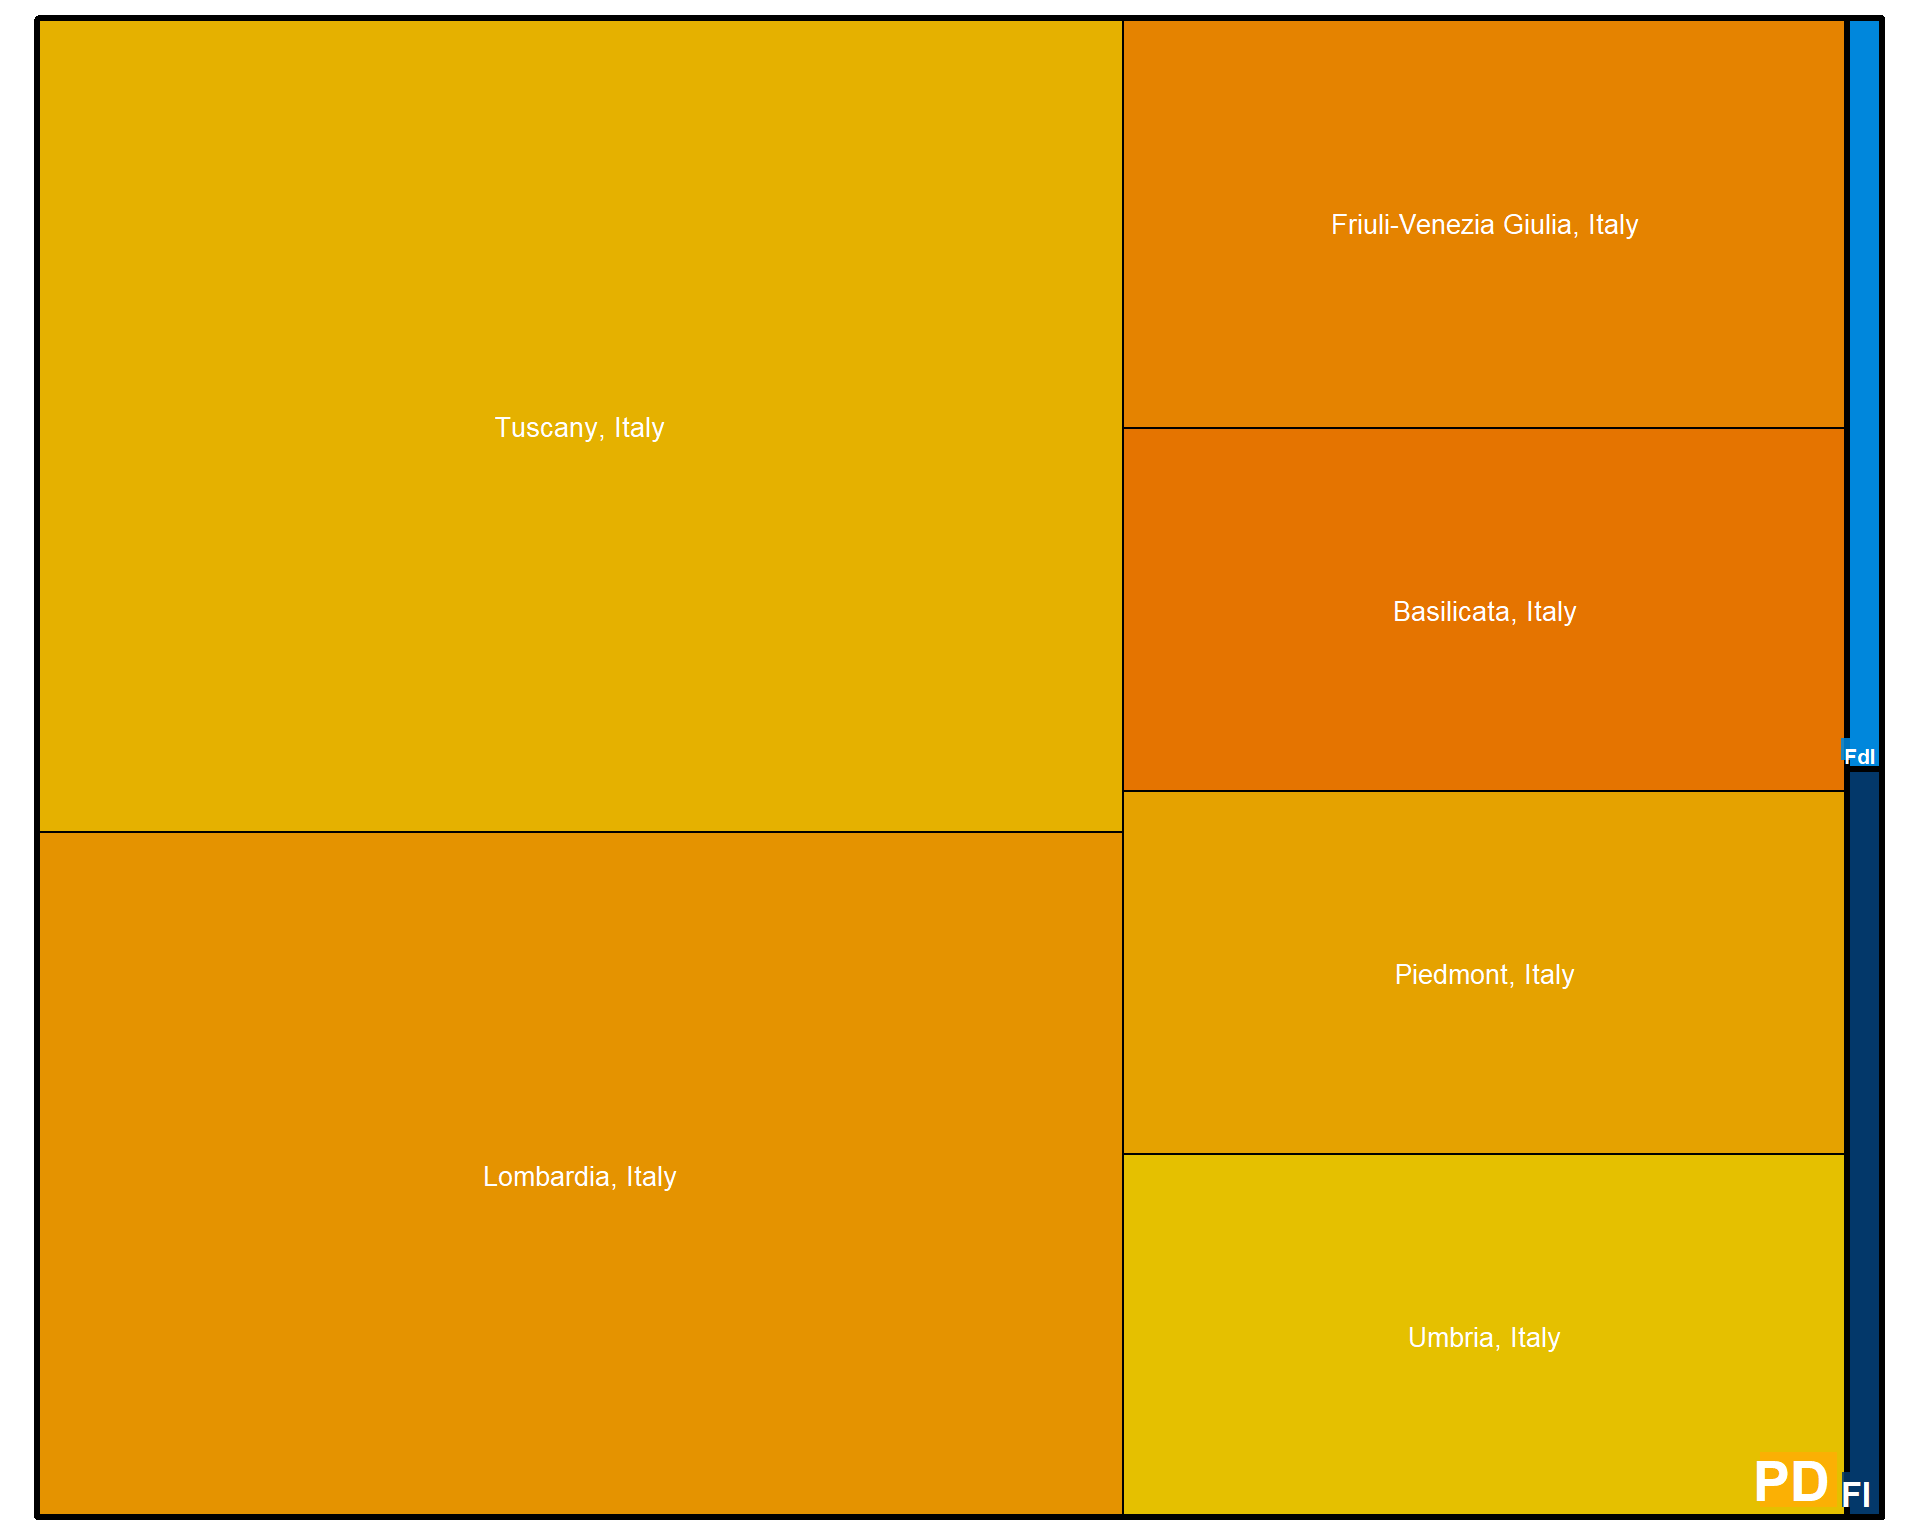 Tuscany, Italy
Lombardia, Italy
Friuli-Venezia Giulia, Italy
Basilicata, Italy
Piedmont, Italy
Umbria, Italy
PD
FdI
FI